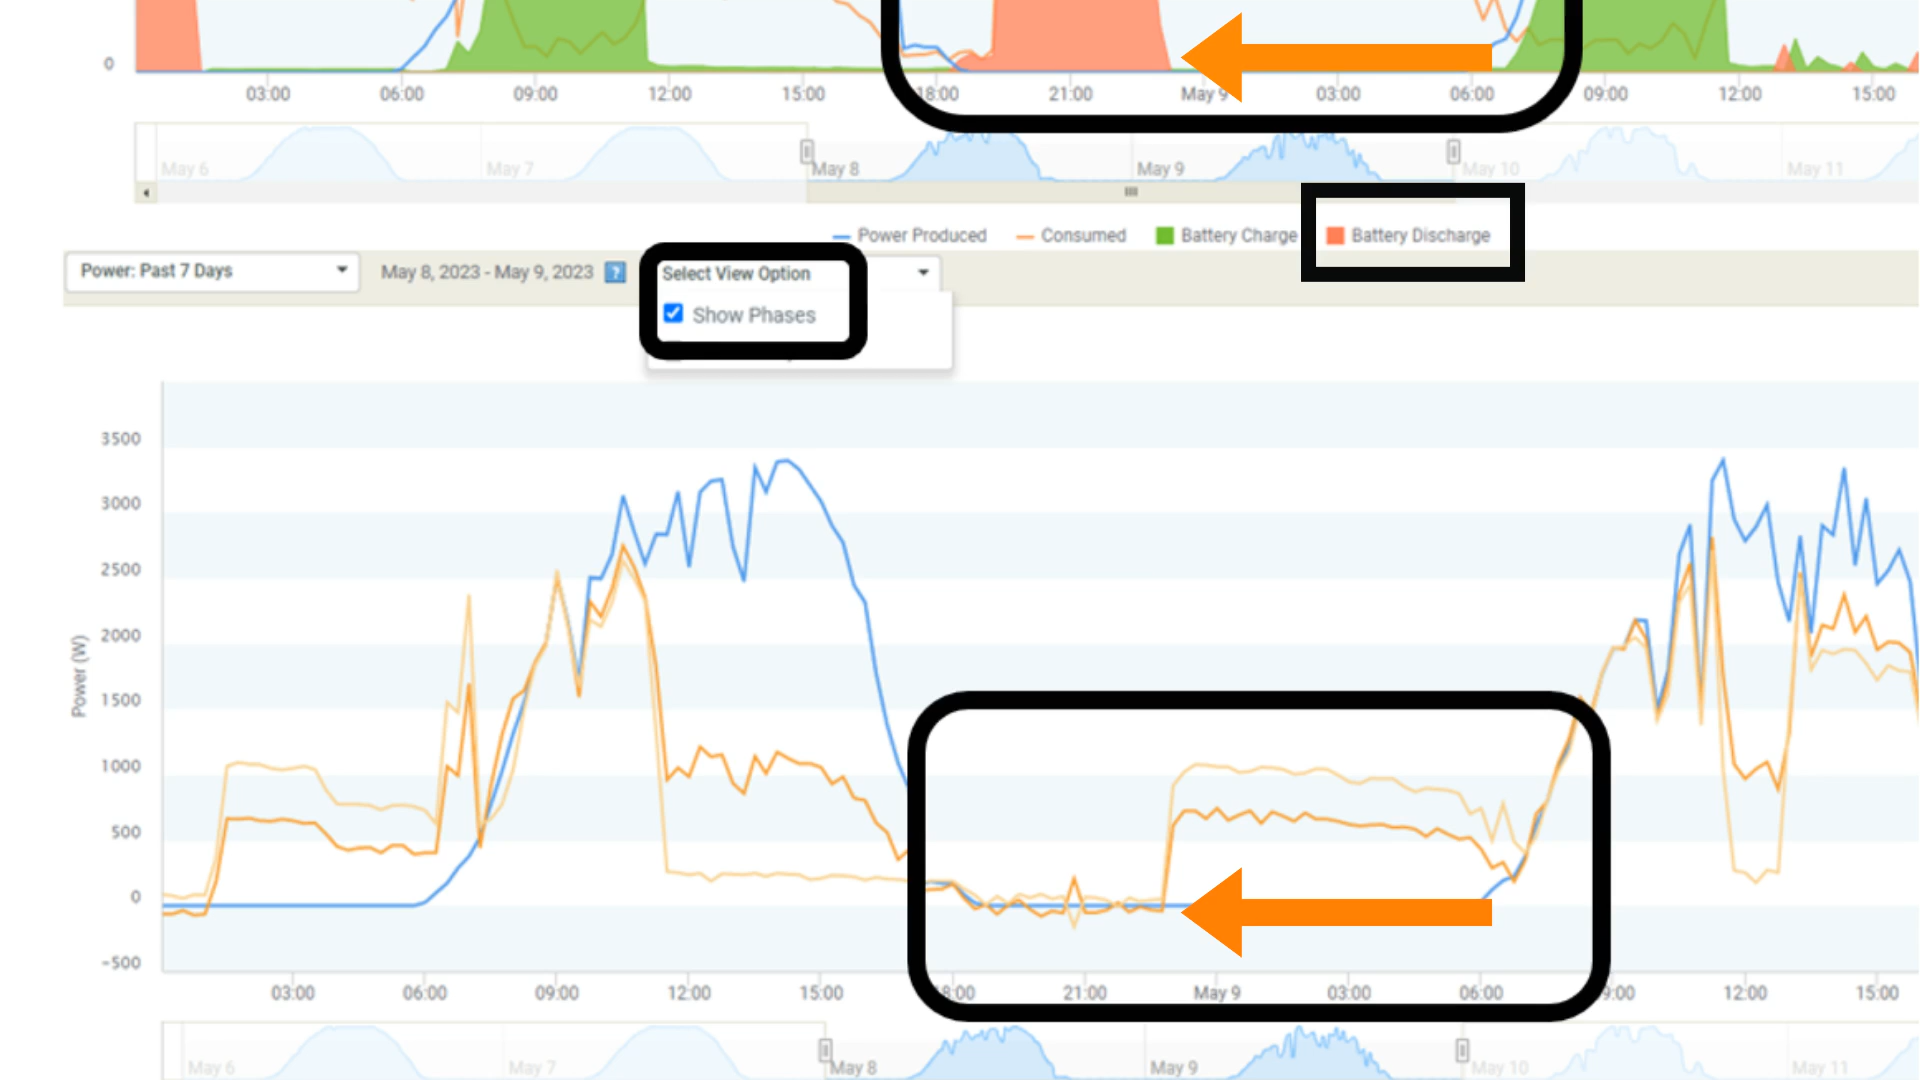 0
03:00 06:00 09:00 12:00 15:00 18:00 21:00 May 9 03:00 06:00 09:00 12:00 15:00
May 6 May 7 May 8 May 9 May 10 May 11
Power Produced Consumed Battery Charge Battery Discharge
Power: Past 7 Days May 8, 2023 - May 9, 2023 ? Select View Option
Show Phases
3500
3000
2500
2000
1500
1000
500
0
-500
Power (W)
03:00 06:00 09:00 12:00 15:00 8:00 21:00 May 9 03:00 06:00 9:00 12:00 15:00
May 6 May 7 May 8 May 9 May 10 May 11